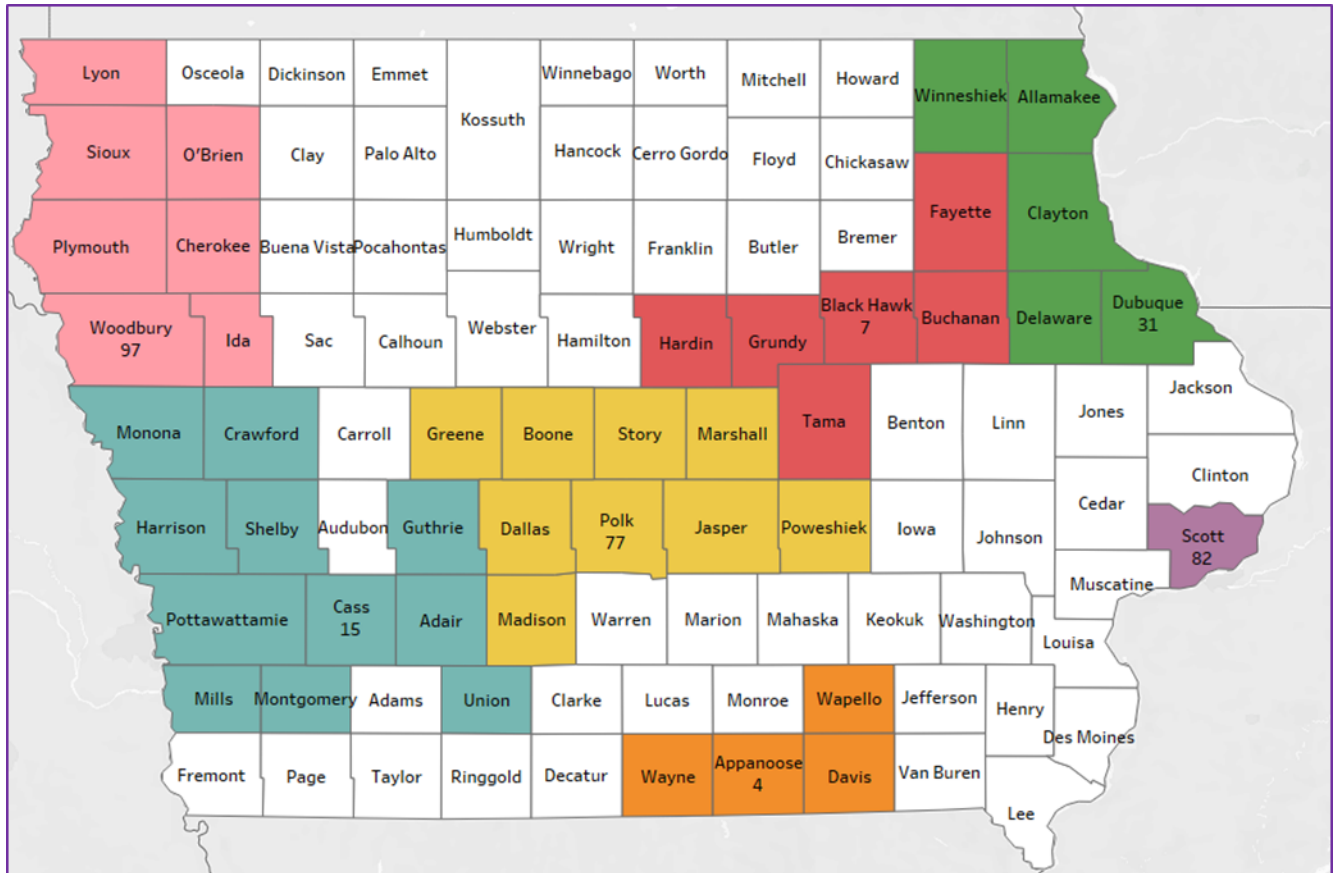 Lyon
Osceola
Dickinson
Emmet
Kossuth
Winnebago
Worth
Mitchell
Howard
Winneshiek
Allamakee
Sioux
O'Brien
Clay
Palo Alto
Hancock
Cerro Gordo
Floyd
Chickasaw
Fayette
Clayton
Plymouth
Cherokee
Buena Vista
Pocahontas
Humboldt
Wright
Franklin
Butler
Bremer
Woodbury
97
Ida
Sac
Calhoun
Webster
Hamilton
Hardin
Grundy
Black Hawk
7
Buchanan
Delaware
Dubuque
31
Monona
Crawford
Carroll
Greene
Boone
Story
Marshall
Tama
Benton
Linn
Jones
Jackson
Clinton
Harrison
Shelby
Audubon
Guthrie
Dallas
Polk
77
Jasper
Poweshiek
Iowa
Johnson
Cedar
Scott
82
Muscatine
Pottawattamie
Cass
15
Adair
Madison
Warren
Marion
Mahaska
Keokuk
Washington
Louisa
Mills
Montgomery
Adams
Union
Clarke
Lucas
Monroe
Wapello
Jefferson
Henry
Des Moines
Fremont
Page
Taylor
Ringgold
Decatur
Wayne
Appanoose
4
Davis
Van Buren
Lee